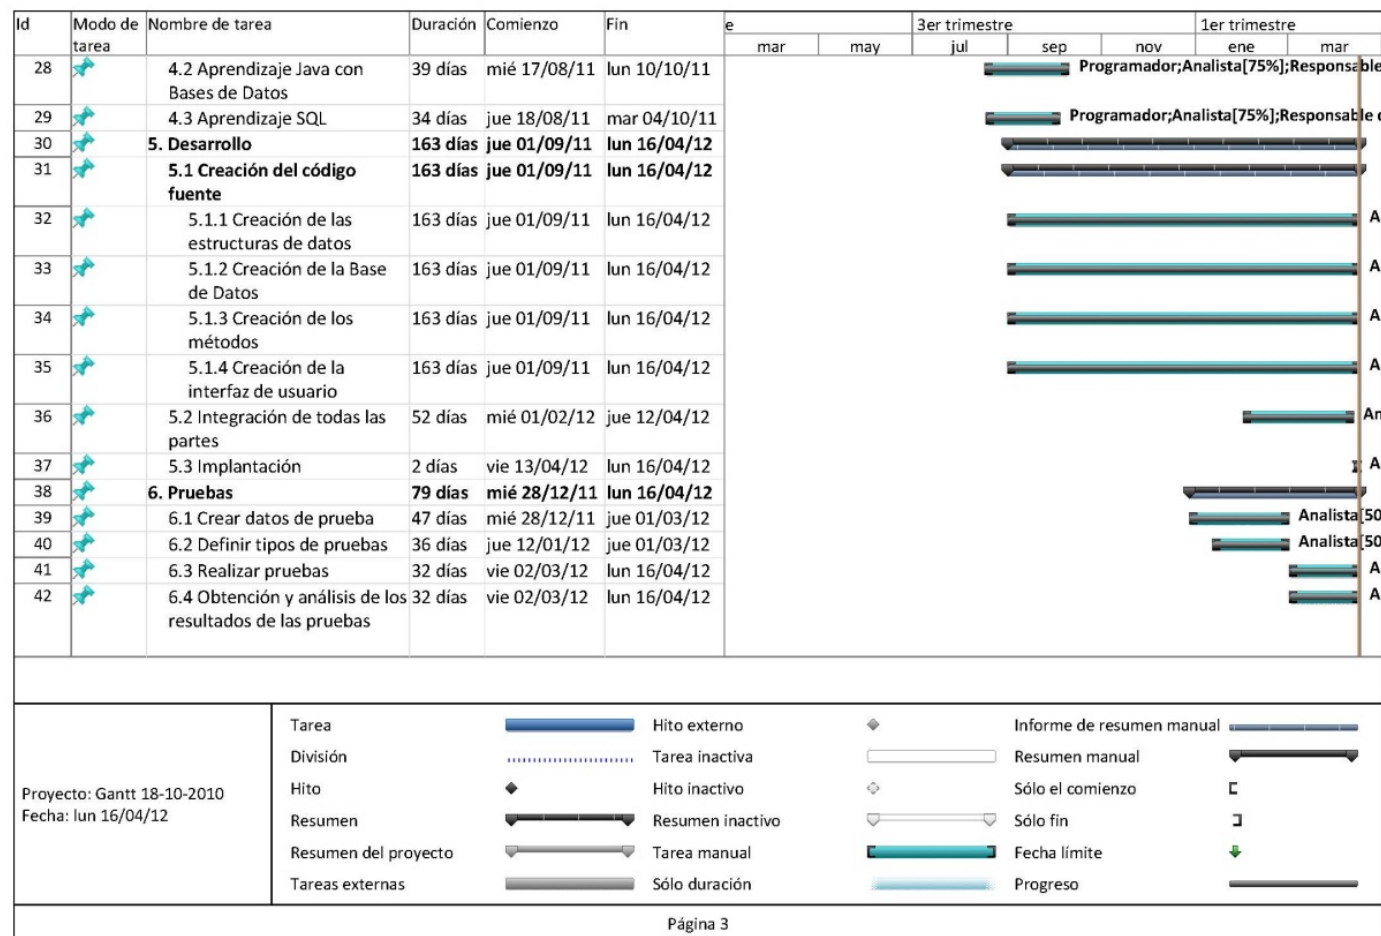 Id Modo de tarea Nombre de tarea Duración Comienzo Fin e 3er trimestre 1er trimestre
mar may jul sep nov ene mar
28 4.2 Aprendizaje Java con 39 días mié 17/08/11 lun 10/10/11 Programador;Analista[75%];Responsable
Bases de Datos
29 4.3 Aprendizaje SQL 34 días jue 18/08/11 mar 04/10/11 Programador;Analista[75%];Responsable
30 5. Desarrollo 163 días jue 01/09/11 lun 16/04/12
31 5.1 Creación del código 163 días jue 01/09/11 lun 16/04/12
fuente
32 5.1.1 Creación de las 163 días jue 01/09/11 lun 16/04/12 A
estructuras de datos
33 5.1.2 Creación de la Base 163 días jue 01/09/11 lun 16/04/12 A
de Datos
34 5.1.3 Creación de los 163 días jue 01/09/11 lun 16/04/12 A
métodos
35 5.1.4 Creación de la 163 días jue 01/09/11 lun 16/04/12 A
interfaz de usuario
36 5.2 Integración de todas las 52 días mié 01/02/12 jue 12/04/12 An
partes
37 5.3 Implantación 2 días vie 13/04/12 lun 16/04/12 A
38 6. Pruebas 79 días mié 28/12/11 lun 16/04/12
39 6.1 Crear datos de prueba 47 días mié 28/12/11 jue 01/03/12 Analista[50
40 6.2 Definir tipos de pruebas 36 días jue 12/01/12 jue 01/03/12 Analista[50
41 6.3 Realizar pruebas 32 días vie 02/03/12 lun 16/04/12 A
42 6.4 Obtención y análisis de los 32 días vie 02/03/12 lun 16/04/12 A
resultados de las pruebas
Proyecto: Gantt 18-10-2010
Fecha: lun 16/04/12
Tarea Hito externo Informe de resumen manual
División Tarea inactiva Resumen manual
Hito Hito inactivo Sólo el comienzo
Resumen Resumen inactivo Sólo fin
Resumen del proyecto Tarea manual Fecha límite
Tareas externas Sólo duración Progreso
Página 3